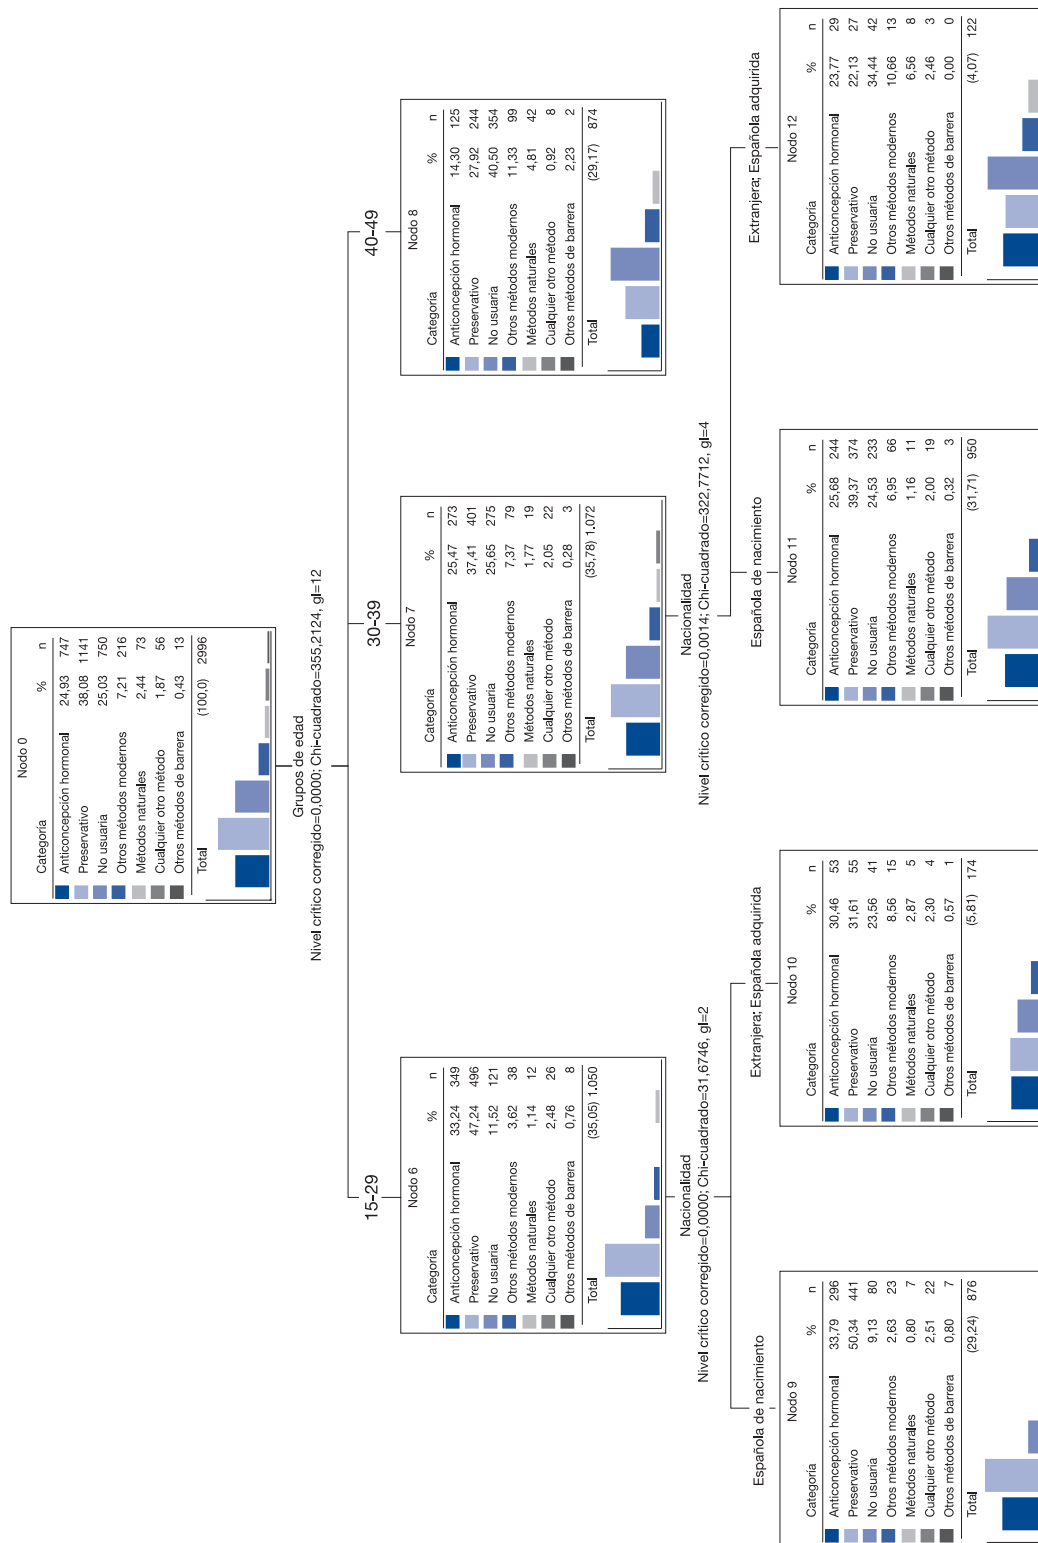 Nodo 0
Categoría % n
Anticoncepción hormonal 24,93 747
Preservativo 38,08 1141
No usuaria 25,03 750
Otros métodos modernos 7,21 216
Métodos naturales 2,44 73
Cualquier otro método 1,87 56
Otros métodos de barrera 0,43 13
Total (100,0) 2996
Grupos de edad
Nivel crítico corregido=0,0000; Chi-cuadrado=355,2124, gl=12
15-29
Nodo 6
Categoría % n
Anticoncepción hormonal 33,24 349
Preservativo 47,24 496
No usuaria 11,52 121
Otros métodos modernos 3,62 38
Métodos naturales 1,14 12
Cualquier otro método 2,48 26
Otros métodos de barrera 0,76 8
Total (35,05) 1.050
30-39
Nodo 7
Categoría % n
Anticoncepción hormonal 25,47 273
Preservativo 37,41 401
No usuaria 25,65 275
Otros métodos modernos 7,37 79
Métodos naturales 1,77 19
Cualquier otro método 2,05 22
Otros métodos de barrera 0,28 3
Total (35,78) 1.072
40-49
Nodo 8
Categoría % n
Anticoncepción hormonal 14,30 125
Preservativo 27,92 244
No usuaria 40,50 354
Otros métodos modernos 11,33 99
Métodos naturales 4,81 42
Cualquier otro método 0,92 8
Otros métodos de barrera 2,23 2
Total (29,17) 874
Nacionalidad
Nivel crítico corregido=0,0000; Chi-cuadrado=31,6746, gl=2
Nacionalidad
Nivel crítico corregido=0,0014; Chi-cuadrado=322,7712, gl=4
Española de nacimiento
Nodo 9
Categoría % n
Anticoncepción hormonal 33,79 296
Preservativo 50,34 441
No usuaria 9,13 80
Otros métodos modernos 2,63 23
Métodos naturales 0,80 7
Cualquier otro método 2,51 22
Otros métodos de barrera 0,80 7
Total (29,24) 876
Extranjera; Española adquirida
Nodo 10
Categoría % n
Anticoncepción hormonal 30,46 53
Preservativo 31,61 55
No usuaria 23,56 41
Otros métodos modernos 8,56 15
Métodos naturales 2,87 5
Cualquier otro método 2,30 4
Otros métodos de barrera 0,57 1
Total (5,81) 174
Española de nacimiento
Nodo 11
Categoría % n
Anticoncepción hormonal 25,68 244
Preservativo 39,37 374
No usuaria 24,53 233
Otros métodos modernos 6,95 66
Métodos naturales 1,16 11
Cualquier otro método 2,00 19
Otros métodos de barrera 0,32 3
Total (31,71) 950
Extranjera; Española adquirida
Nodo 12
Categoría % n
Anticoncepción hormonal 23,77 29
Preservativo 22,13 27
No usuaria 34,44 42
Otros métodos modernos 10,66 13
Métodos naturales 6,56 8
Cualquier otro método 2,46 3
Otros métodos de barrera 0,00 0
Total (4,07) 122